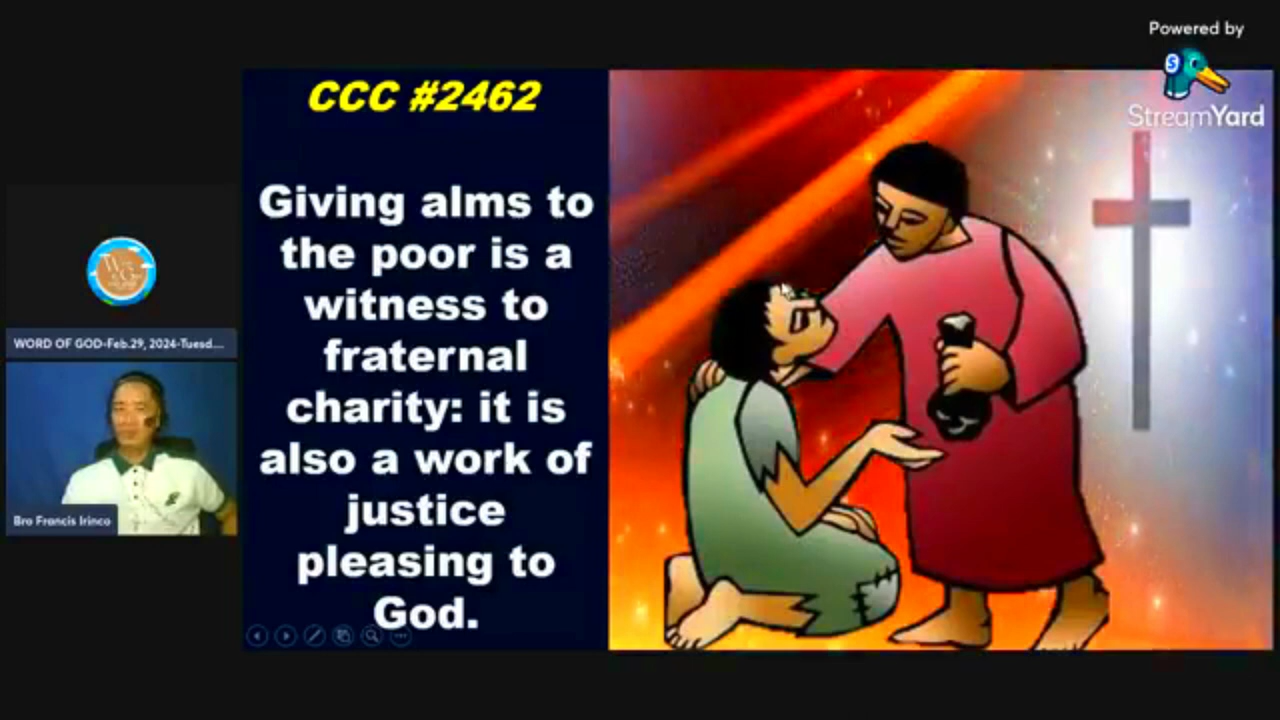 Powered by
StreamYard
CCC #2462
Giving alms to
the poor is a
witness to
fraternal
charity: it is
also a work of
justice
pleasing to
God.
WORD OF GOD-Feb.29, 2024-Tuesd...
Bro Francis Irinco